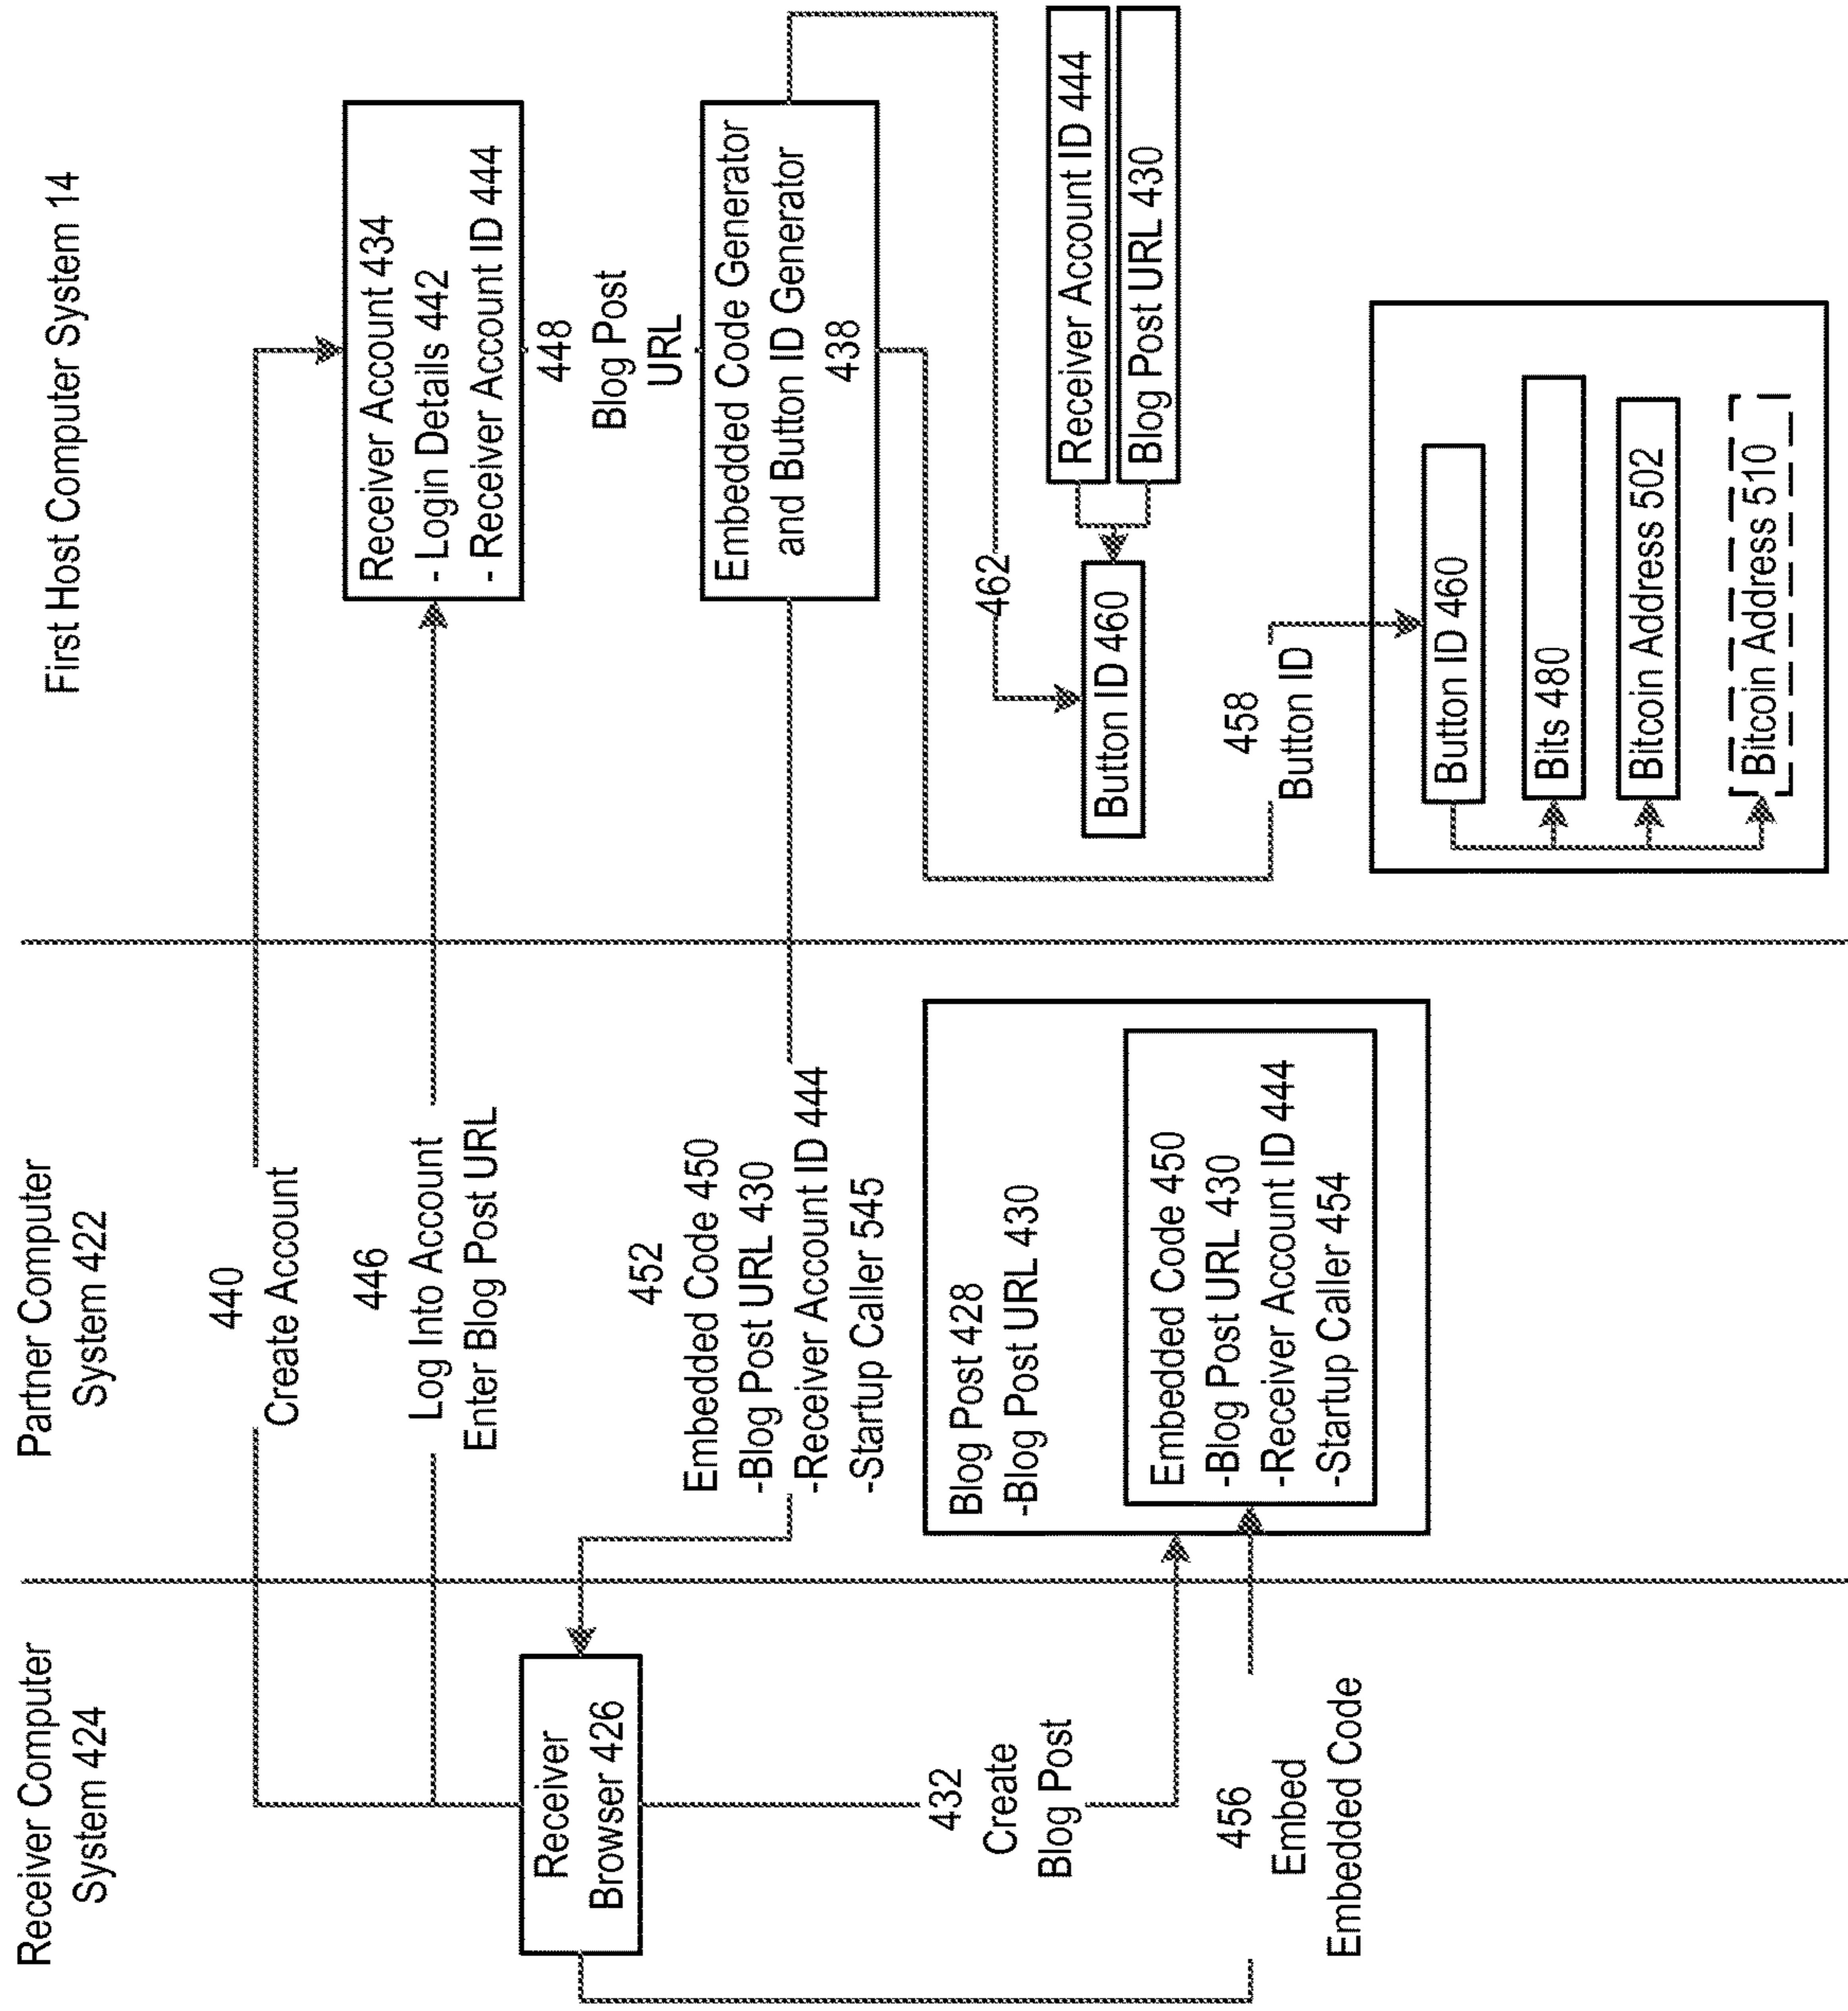 Receiver Computer
System 424
Partner Computer
System 422
First Host Computer System 14
440
Create Account
446
Log Into Account
Enter Blog Post URL
Receiver Account 434
- Login Details 442
- Receiver Account ID 444
448
Blog Post
URL
Receiver
Browser 426
452
Embedded Code 450
-Blog Post URL 430
-Receiver Account ID 444
-Startup Caller 545
Embedded Code Generator
and Button ID Generator
438
432
Create
Blog Post
Blog Post 428
-Blog Post URL 430
Embedded Code 450
-Blog Post URL 430
-Receiver Account ID 444
-Startup Caller 454
456
Embed
Embedded Code
462
Button ID 460
Receiver Account ID 444
Blog Post URL 430
458
Button ID
Button ID 460
Bits 480
Bitcoin Address 502
Bitcoin Address 510